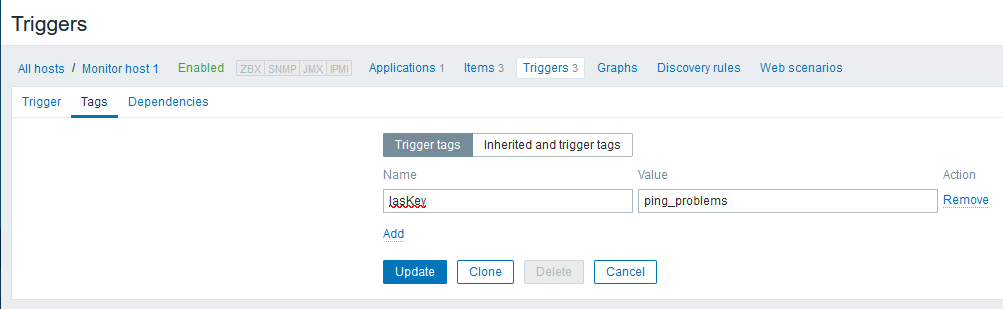 Triggers
All hosts / Monitor host 1 Enabled ZBX SNMP JMX IPMI Applications 1 Items 3 Triggers 3 Graphs Discovery rules Web scenarios
Trigger Tags Dependencies
Trigger tags Inherited and trigger tags
Name Value Action
IasKey ping_problems Remove
Add
Update Clone Delete Cancel